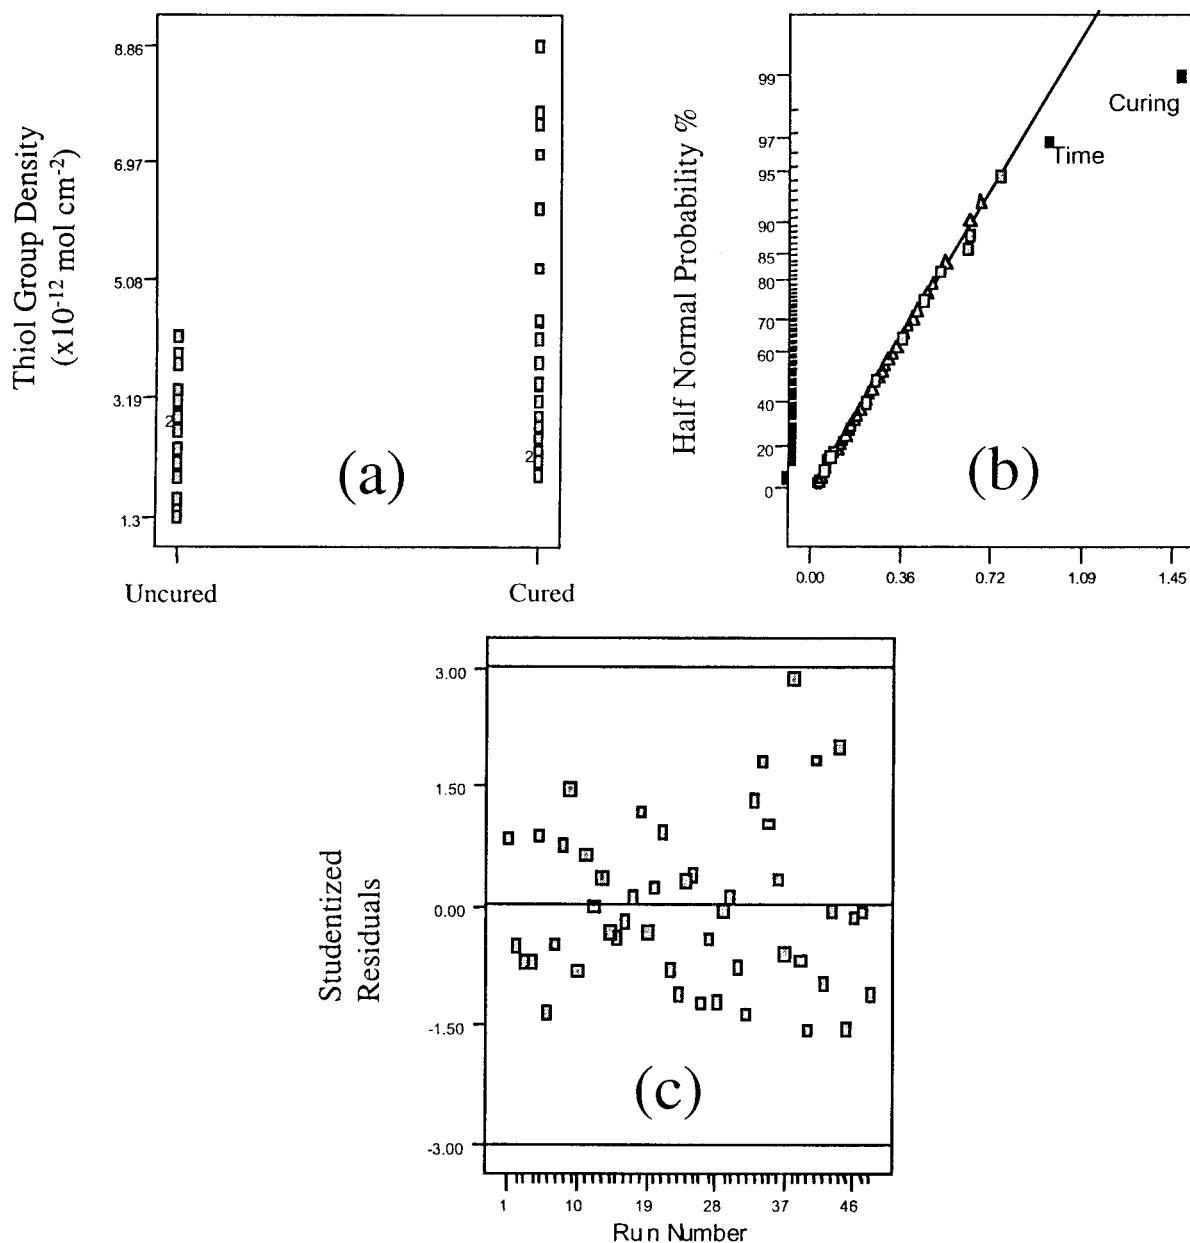 8.86
6.97
5.08
3.19
1.3
Thiol Group Density
(x10-12 mol cm-2)
2
2
(a)
Uncured
Cured
99
97
95
90
85
80
70
60
40
20
0
Half Normal Probability %
Curing
Time
(b)
0.00 0.36 0.72 1.09 1.45
3.00
1.50
0.00
-1.50
-3.00
Studentized
Residuals
(c)
1 10 19 28 37 46
Run Number